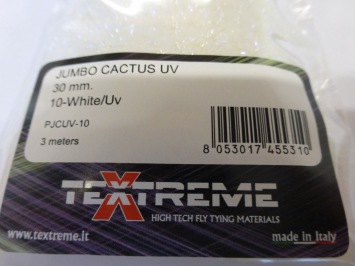 JUMBO CACTUS UV
30 mm.
10-White/Uv
PJCUV-10
3 meters
8 053017 455310
TEXTREME
HIGH TECH FLY TYING MATERIALS
www.textreme.it
made in Italy